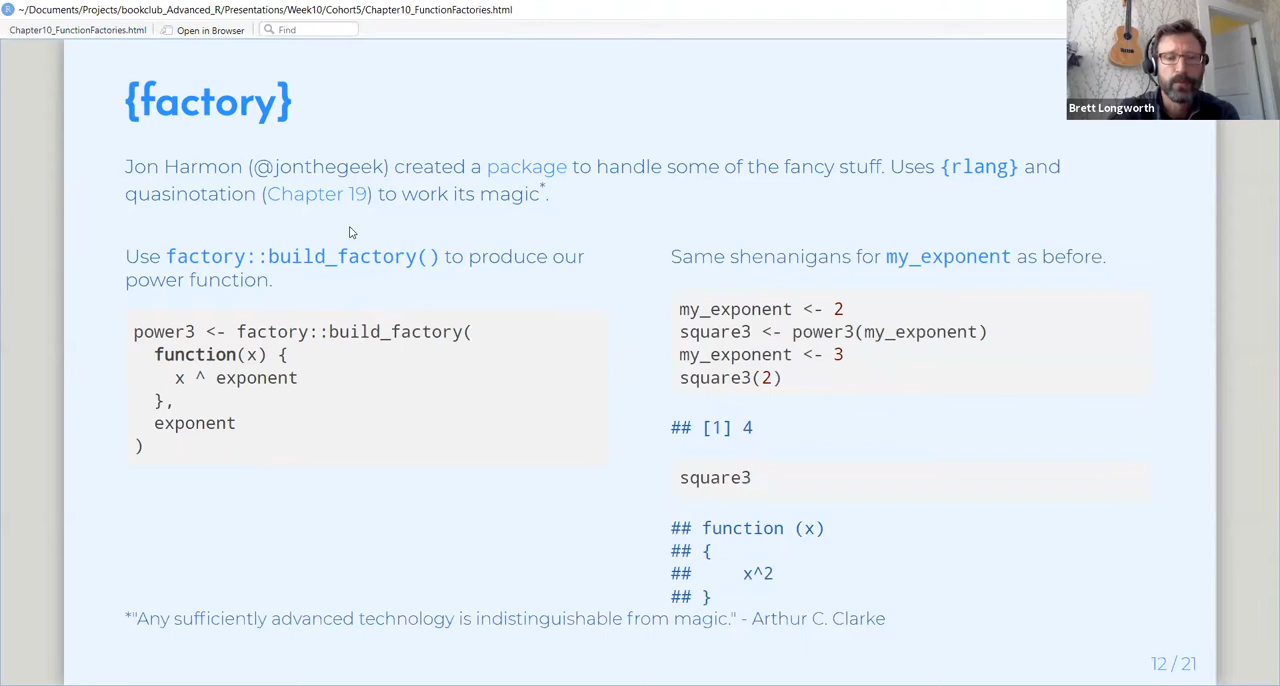 ~/Documents/Projects/bookclub_Advanced_R/Presentations/Week10/Cohort5/Chapter10_FunctionFactories.html
Chapter10_FunctionFactories.html
Open in Browser
Find
Brett Longworth
{factory}
Jon Harmon (@jonthegeek) created a package to handle some of the fancy stuff. Uses {rlang} and
quasinotation (Chapter 19) to work its magic*.
Use factory::build_factory() to produce our
power function.
power3 <- factory::build_factory(
function(x) {
x ^ exponent
},
exponent
)
Same shenanigans for my_exponent as before.
my_exponent <- 2
square3 <- power3(my_exponent)
my_exponent <- 3
square3(2)
## [1] 4
square3
## function (x)
## {
##     x^2
## }
*"Any sufficiently advanced technology is indistinguishable from magic." - Arthur C. Clarke
12 / 21